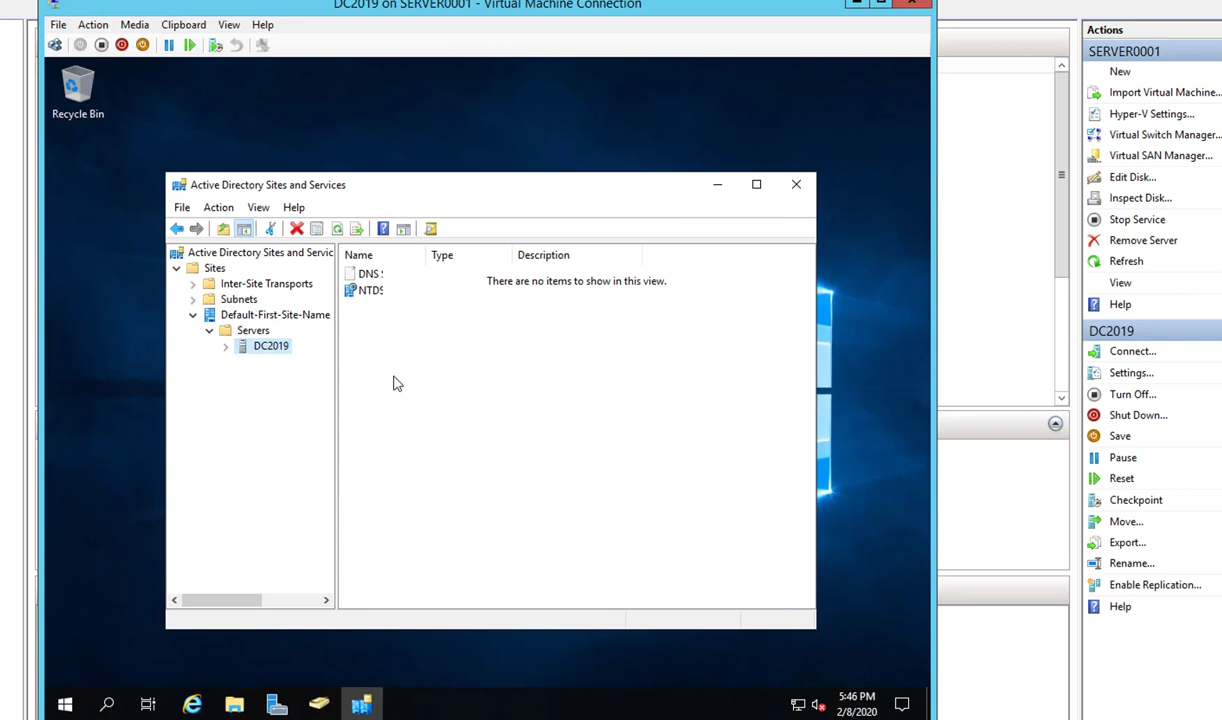 DC2019 on SERVER0001 - Virtual Machine Connection
File Action Media Clipboard View Help
Recycle Bin
Active Directory Sites and Services
File Action View Help
Active Directory Sites and Servic
Sites
Inter-Site Transports
Subnets
Default-First-Site-Name
Servers
DC2019
Name Type Description
DNS
NTDS
There are no items to show in this view.
5:46 PM
2/8/2020
Actions
SERVER0001
New
Import Virtual Machine...
Hyper-V Settings...
Virtual Switch Manager...
Virtual SAN Manager...
Edit Disk...
Inspect Disk...
Stop Service
Remove Server
Refresh
View
Help
DC2019
Connect...
Settings...
Turn Off...
Shut Down...
Save
Pause
Reset
Checkpoint
Move...
Export...
Rename...
Enable Replication...
Help